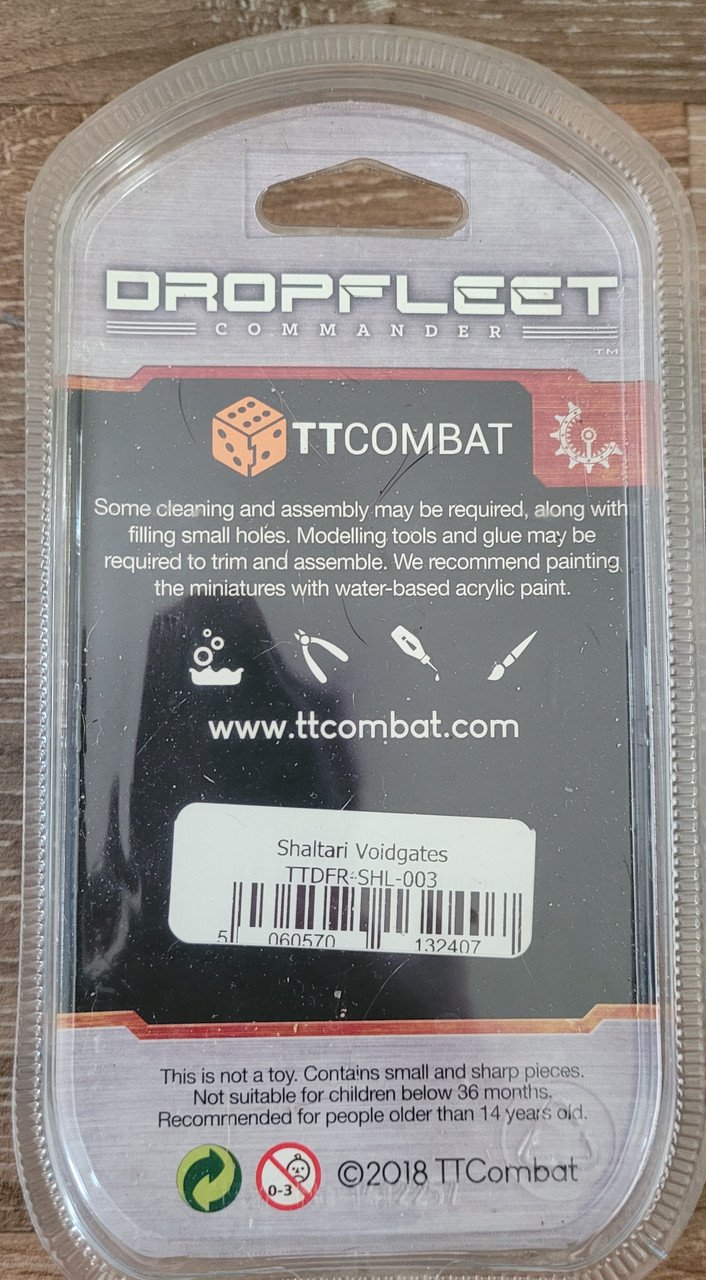 DROPFLEET
COMMANDER
TM
TTCOMBAT
Some cleaning and assembly may be required, along with
filling small holes. Modelling tools and glue may be
required to trim and assemble. We recommend painting
the miniatures with water-based acrylic paint.
www.ttcombat.com
Shaltari Voidgates
TTDFR-SHL-003
5 060570 132407
This is not a toy. Contains small and sharp pieces.
Not suitable for children below 36 months.
Recommended for people older than 14 years old.
0-3 ©2018 TTCombat